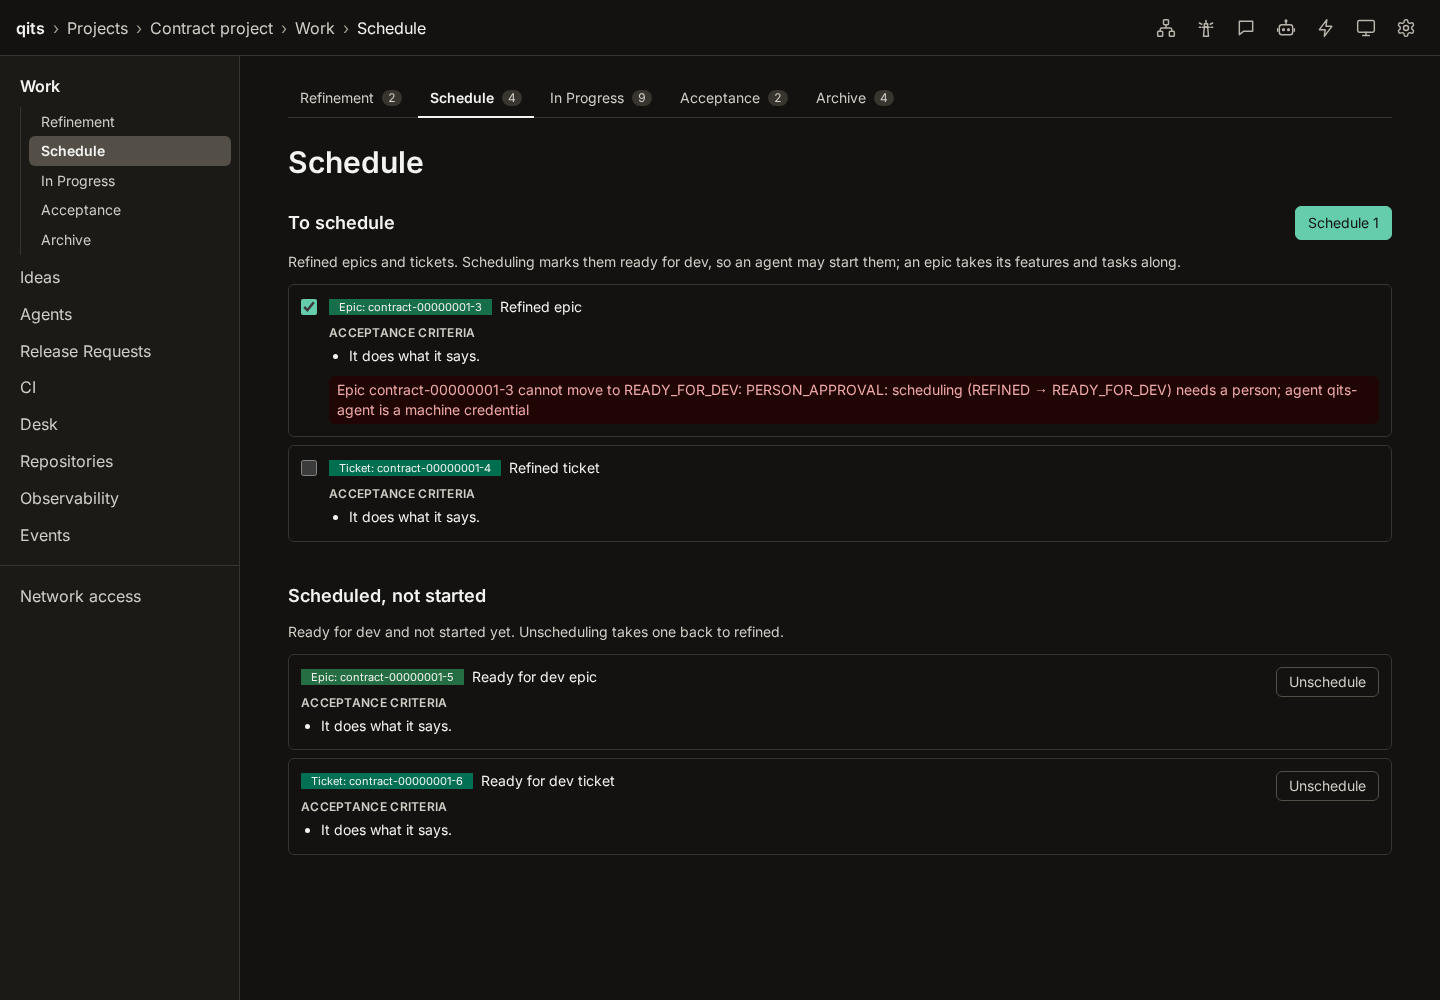 qits › Projects › Contract project › Work › Schedule
Work
Refinement
Schedule
In Progress
Acceptance
Archive
Ideas
Agents
Release Requests
CI
Desk
Repositories
Observability
Events
Network access
Refinement 2 Schedule 4 In Progress 9 Acceptance 2 Archive 4
Schedule
To schedule
Schedule 1
Refined epics and tickets. Scheduling marks them ready for dev, so an agent may start them; an epic takes its features and tasks along.
Epic: contract-00000001-3 Refined epic
ACCEPTANCE CRITERIA
• It does what it says.
Epic contract-00000001-3 cannot move to READY_FOR_DEV: PERSON_APPROVAL: scheduling (REFINED → READY_FOR_DEV) needs a person; agent qits-
agent is a machine credential
Ticket: contract-00000001-4 Refined ticket
ACCEPTANCE CRITERIA
• It does what it says.
Scheduled, not started
Ready for dev and not started yet. Unscheduling takes one back to refined.
Epic: contract-00000001-5 Ready for dev epic
Unschedule
ACCEPTANCE CRITERIA
• It does what it says.
Ticket: contract-00000001-6 Ready for dev ticket
Unschedule
ACCEPTANCE CRITERIA
• It does what it says.